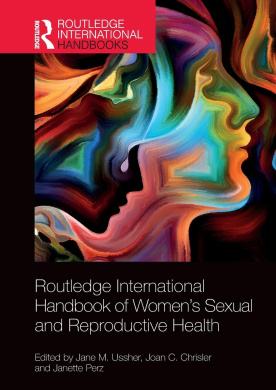 ROUTLEDGE
ROUTLEDGE
INTERNATIONAL
HANDBOOKS
Routledge International
Handbook of Women's Sexual
and Reproductive Health
Edited by Jane M. Ussher, Joan C. Chrisler
and Janette Perz